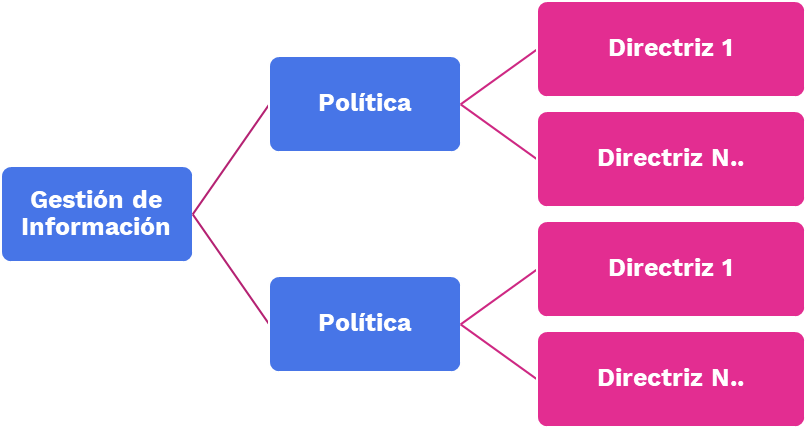 Gestión de
Información
Política
Directriz 1
Directriz N..
Política
Directriz 1
Directriz N..